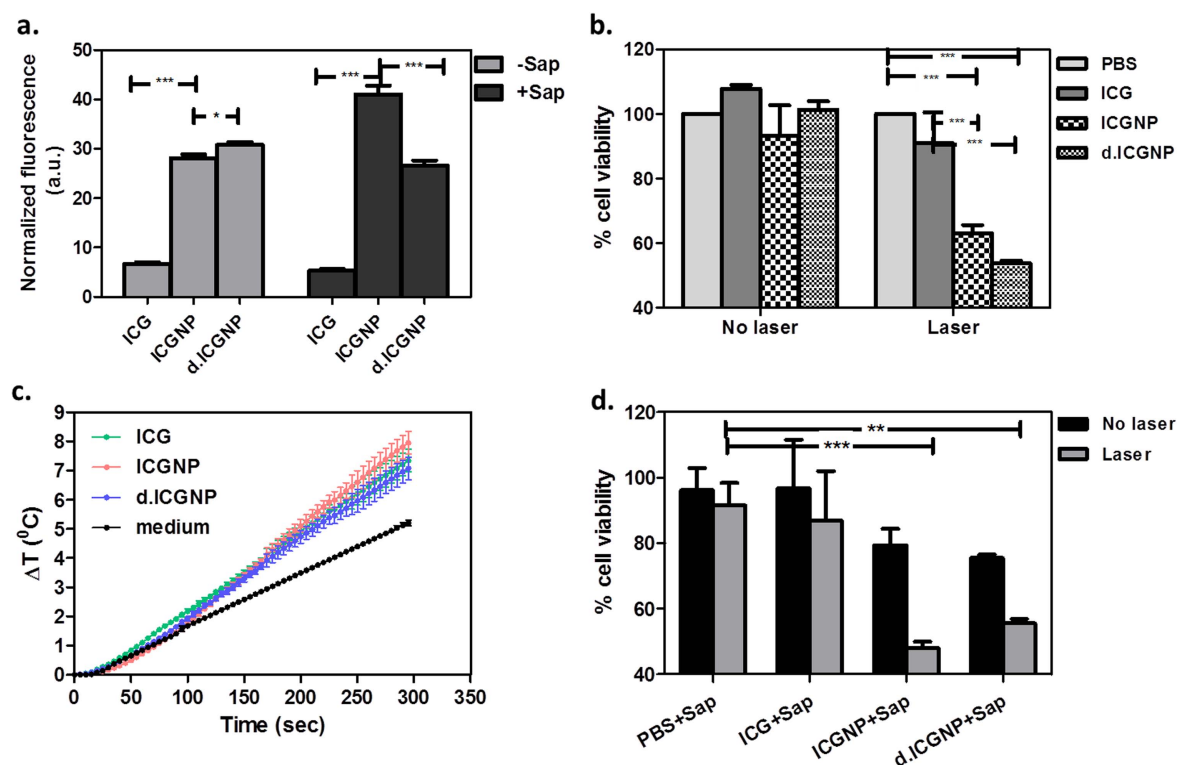 a.
50
40
30
20
10
0
Normalized fluorescence
(a.u.)
***
*
***
***
-Sap
+Sap
ICG
ICGNP
d.ICGNP
ICG
ICGNP
d.ICGNP
b.
120
100
80
60
40
% cell viability
***
***
***
***
PBS
ICG
ICGNP
d.ICGNP
No laser
Laser
c.
9
8
7
6
5
4
3
2
1
0
ΔT (⁰C)
ICG
ICGNP
d.ICGNP
medium
0 50 100 150 200 250 300 350
Time (sec)
d.
120
100
80
60
40
% cell viability
**
***
No laser
Laser
PBS+Sap
ICG+Sap
ICGNP+Sap
d.ICGNP+Sap